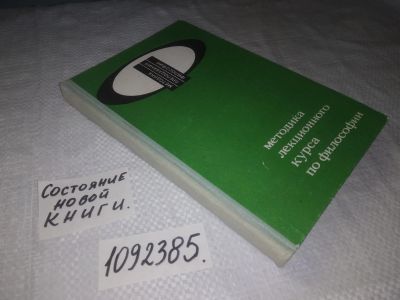 методика
лекционного
курса
по философии
Состояние
новой
книги.
1092385.